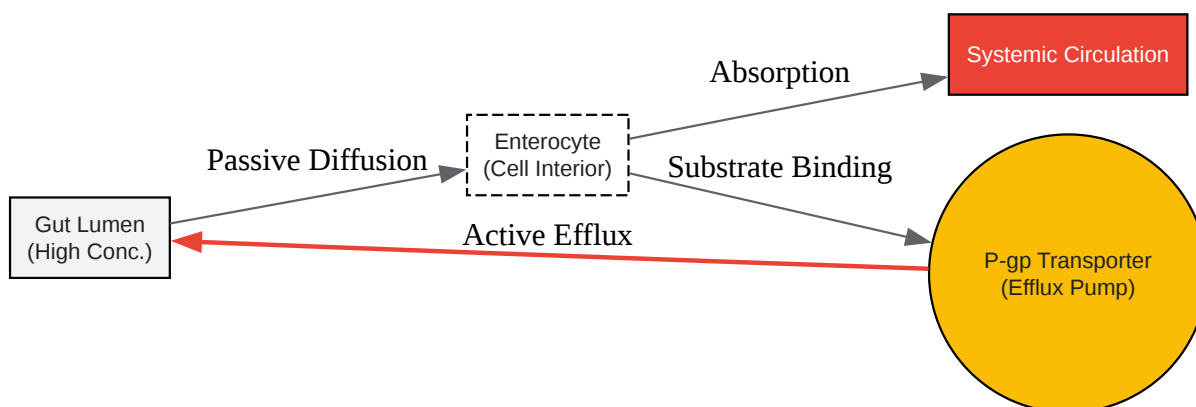 Systemic Circulation
Absorption
Enterocyte
(Cell Interior)
Passive Diffusion
Substrate Binding
Gut Lumen
(High Conc.)
Active Efflux
P-gp Transporter
(Efflux Pump)